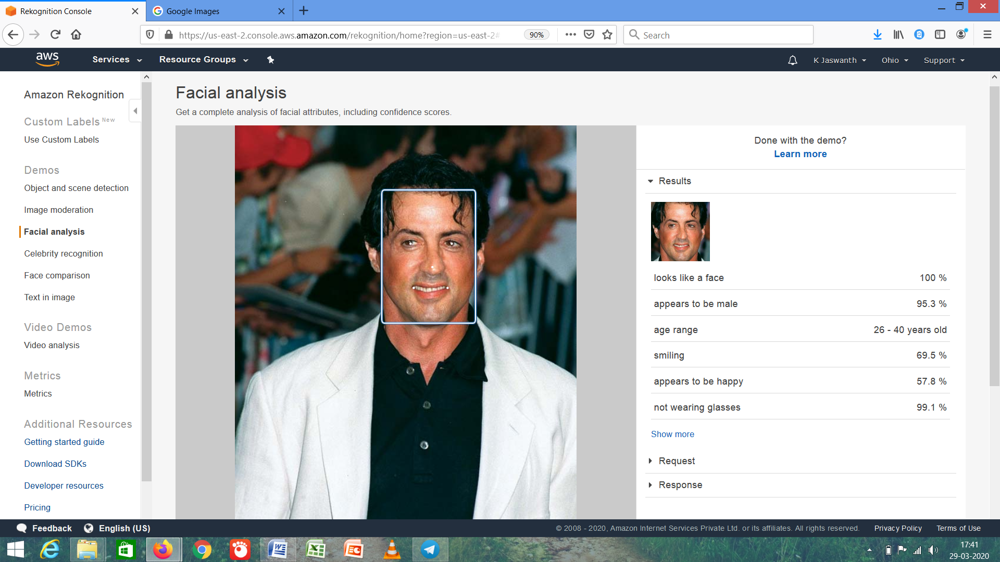 Rekognition Console
Google Images
https://us-east-2.console.aws.amazon.com/rekognition/home?region=us-east-2#
90%
Search
aws
Services
Resource Groups
K Jaswanth
Ohio
Support
Amazon Rekognition
Custom Labels New
Use Custom Labels
Demos
Object and scene detection
Image moderation
Facial analysis
Celebrity recognition
Face comparison
Text in image
Video Demos
Video analysis
Metrics
Metrics
Additional Resources
Getting started guide
Download SDKs
Developer resources
Pricing
Facial analysis
Get a complete analysis of facial attributes, including confidence scores.
Done with the demo?
Learn more
Results
looks like a face 100 %
appears to be male 95.3 %
age range 26 - 40 years old
smiling 69.5 %
appears to be happy 57.8 %
not wearing glasses 99.1 %
Show more
Request
Response
Feedback
English (US)
© 2008 - 2020, Amazon Internet Services Private Ltd. or its affiliates. All rights reserved.
Privacy Policy
Terms of Use
17:41
29-03-2020